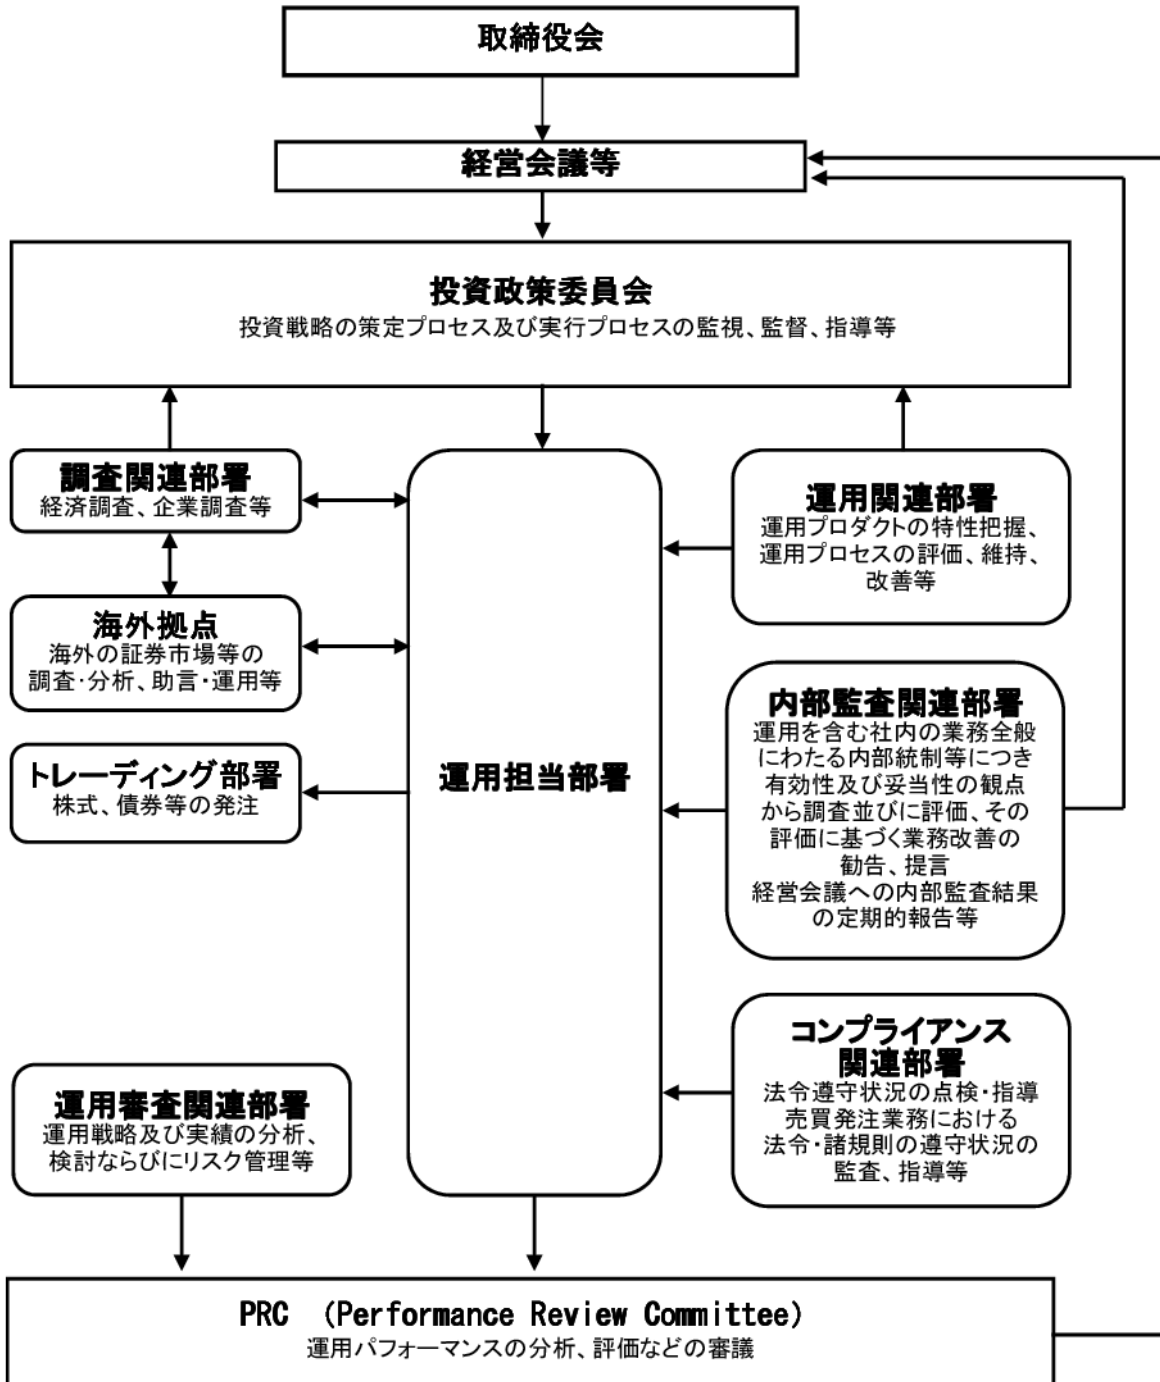 取締役会
経営会議等
投資政策委員会
投資戦略の策定プロセス及び実行プロセスの監視、監督、指導等
調査関連部署
経済調査、企業調査等
海外拠点
海外の証券市場等の
調査・分析、助言・運用等
トレーディング部署
株式、債券等の発注
運用担当部署
運用関連部署
運用プロダクトの特性把握、
運用プロセスの評価、維持、
改善等
内部監査関連部署
運用を含む社内の業務全般
にわたる内部統制等につき
有効性及び妥当性の観点
から調査並びに評価、その
評価に基づく業務改善の
勧告、提言
経営会議への内部監査結果
の定期的報告等
コンプライアンス
関連部署
法令遵守状況の点検・指導
売買発注業務における
法令・諸規則の遵守状況の
監査、指導等
運用審査関連部署
運用戦略及び実績の分析、
検討ならびにリスク管理等
PRC （Performance Review Committee）
運用パフォーマンスの分析、評価などの審議